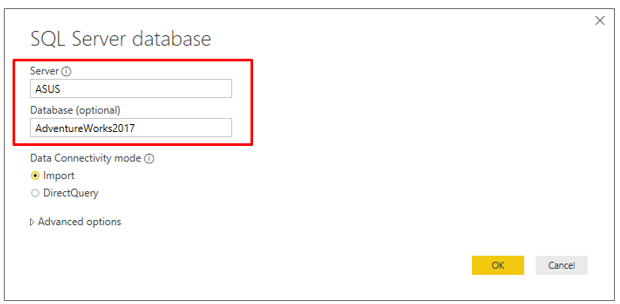 SQL Server database
Server
ASUS
Database (optional)
AdventureWorks2017
Data Connectivity mode
Import
DirectQuery
Advanced options
OK Cancel